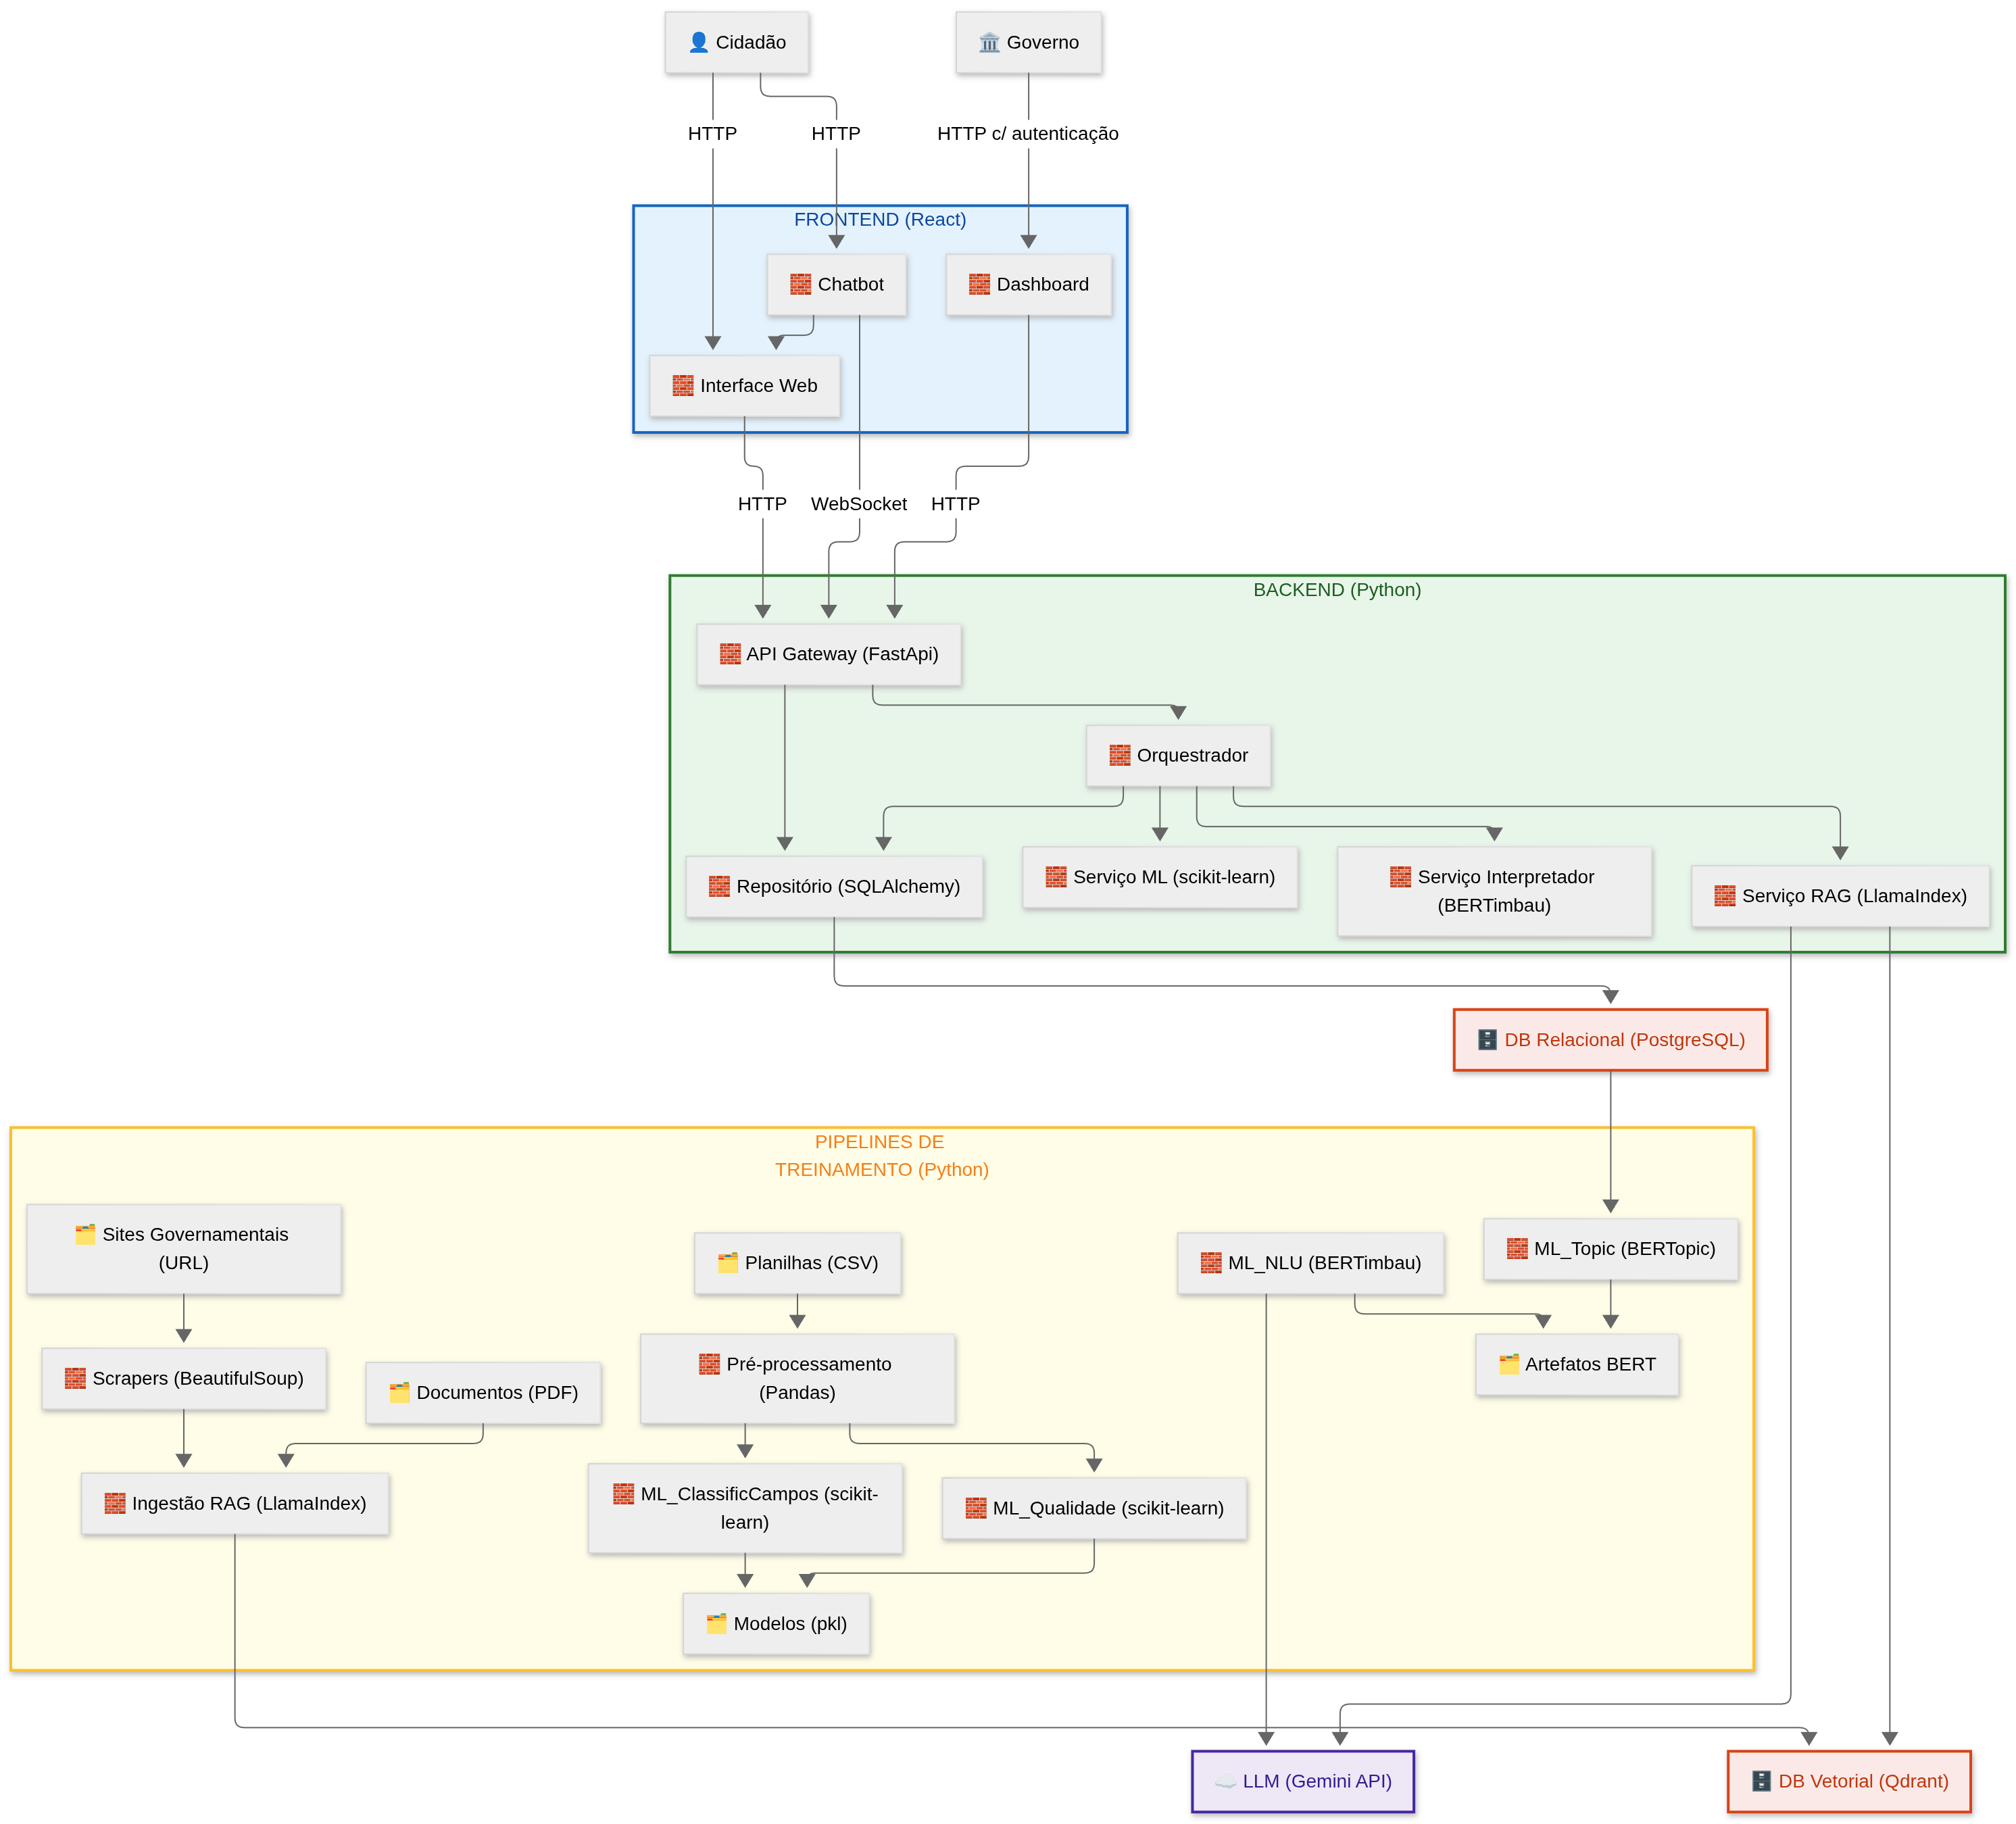 👤 Cidadão
🏛️ Governo
HTTP
HTTP
HTTP c/ autenticação
FRONTEND (React)
🧱 Chatbot
🧱 Dashboard
🧱 Interface Web
HTTP
WebSocket
HTTP
BACKEND (Python)
🧱 API Gateway (FastApi)
🧱 Orquestrador
🧱 Repositório (SQLAlchemy)
🧱 Serviço ML (scikit-learn)
🧱 Serviço Interpretador
(BERTimbau)
🧱 Serviço RAG (LlamaIndex)
🗄️ DB Relacional (PostgreSQL)
PIPELINES DE
TREINAMENTO (Python)
🗂️ Sites Governamentais
(URL)
🗂️ Planilhas (CSV)
🧱 ML_NLU (BERTimbau)
🧱 ML_Topic (BERTopic)
🧱 Scrapers (BeautifulSoup)
🗂️ Documentos (PDF)
🧱 Pré-processamento
(Pandas)
🗂️ Artefatos BERT
🧱 Ingestão RAG (LlamaIndex)
🧱 ML_ClassificCampos (scikit-
learn)
🧱 ML_Qualidade (scikit-learn)
🗂️ Modelos (pkl)
☁️ LLM (Gemini API)
🗄️ DB Vetorial (Qdrant)